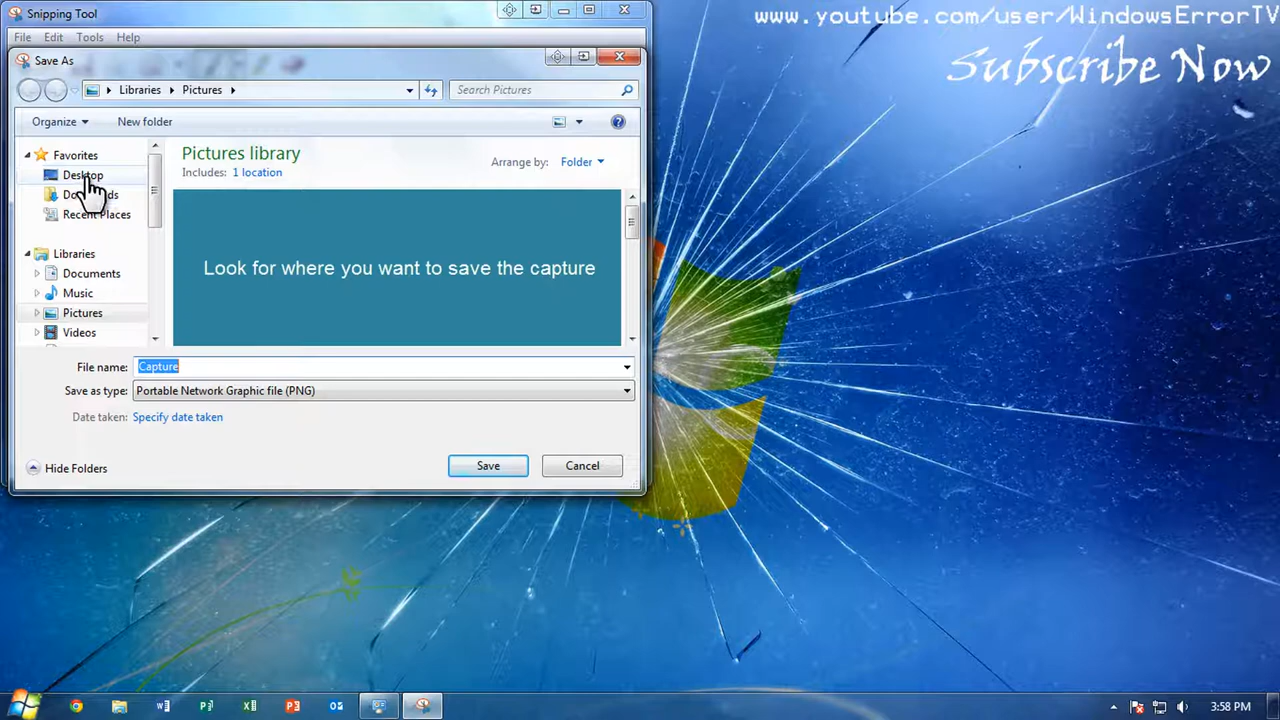 Snipping Tool
www.youtube.com/user/WindowsErrorTV
Subscribe Now
File Edit Tools Help
Save As
Libraries Pictures
Search Pictures
Organize
New folder
Favorites
Desktop
Recent Places
Libraries
Documents
Music
Pictures
Videos
Pictures library
Includes: 1 location
Arrange by: Folder
Look for where you want to save the capture
File name: Capture
Save as type: Portable Network Graphic file (PNG)
Date taken: Specify date taken
Hide Folders
Save
Cancel
3:58 PM